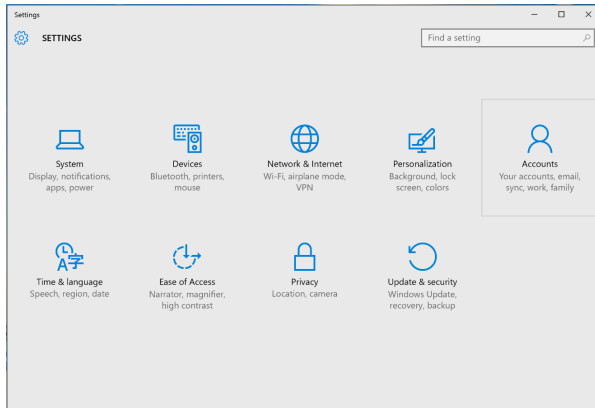 Settings
SETTINGS
Find a setting
System
Display, notifications,
apps, power
Devices
Bluetooth, printers,
mouse
Network & Internet
Wi-Fi, airplane mode,
VPN
Personalization
Background, lock
screen, colors
Accounts
Your accounts, email,
sync, work, family
A字
Time & language
Speech, region, date
Ease of Access
Narrator, magnifier,
high contrast
Privacy
Location, camera
Update & security
Windows Update,
recovery, backup